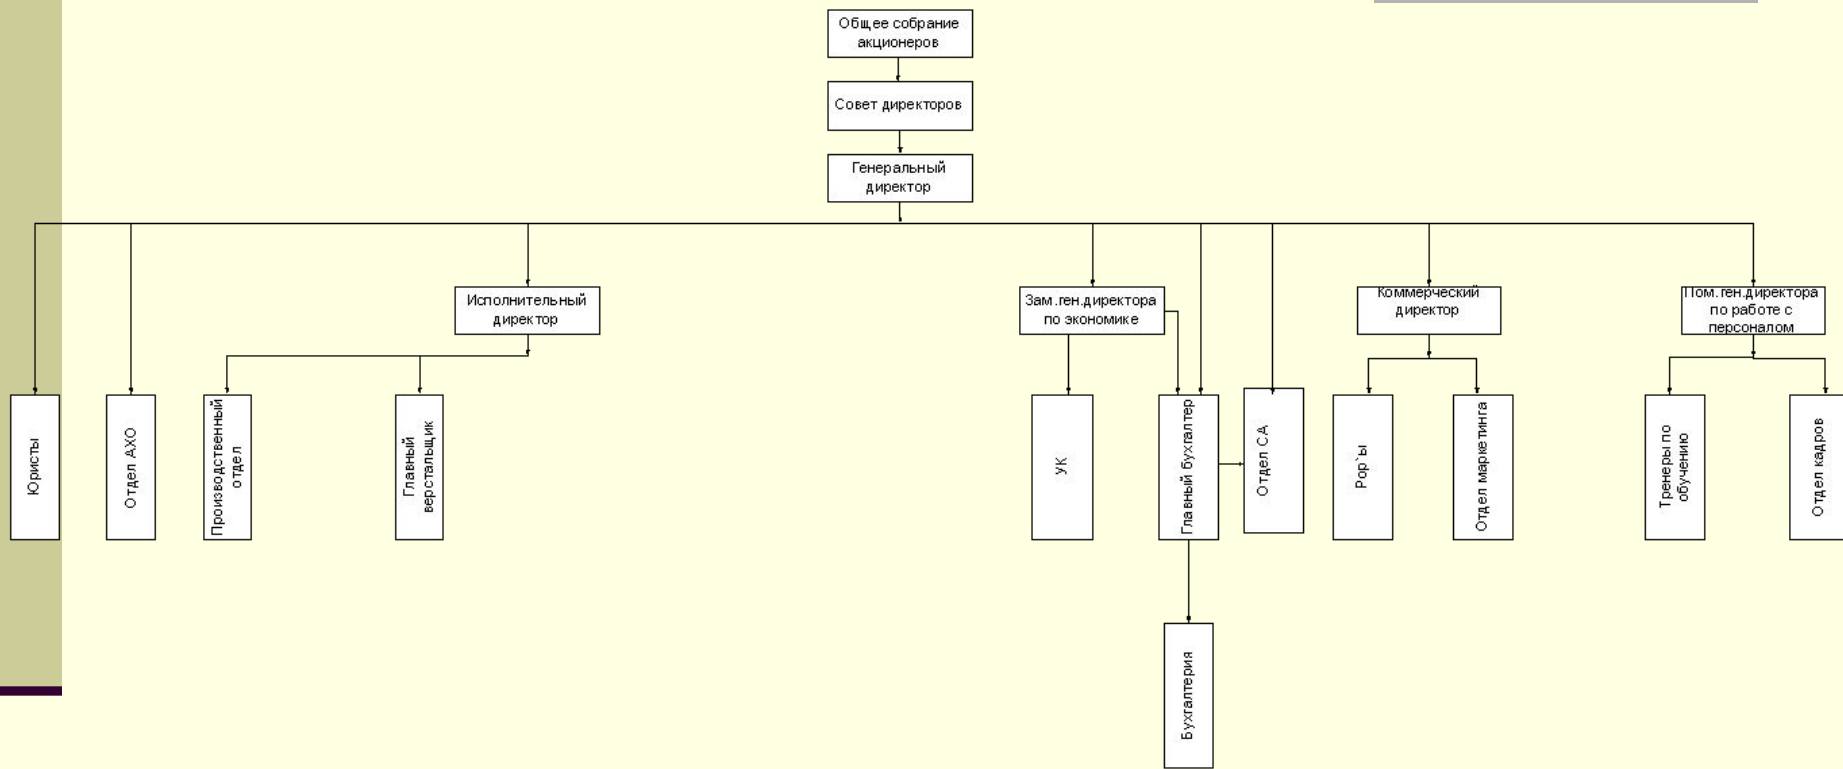 Общее собрание
акционеров
Совет директоров
Генеральный
директор
Исполнительный
директор
Зам.ген.директора
по экономике
Коммерческий
директор
Пом.ген.директора
по работе с
персоналом
Юристы
Отдел АХО
Производственный
отдел
Главный
верстальщик
УК
Главный бухгалтер
Отдел СА
Рор`ы
Отдел маркетинга
Тренеры по
обучению
Отдел кадров
Бухгалтерия